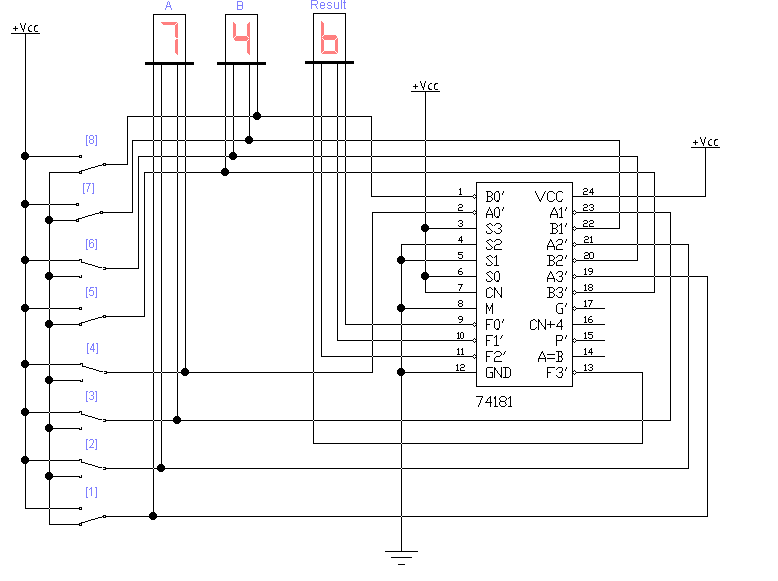 A B Result
+Vcc
7 4 6
+Vcc
+Vcc
[8]
[7]
[6]
[5]
[4]
[3]
[2]
[1]
1 B0' VCC 24
2 A0' A1' 23
3 S3 B1' 22
4 S2 A2' 21
5 S1 B2' 20
6 S0 A3' 19
7 CN B3' 18
8 M G' 17
9 F0' CN+4 16
10 F1' P' 15
11 F2' A=B 14
12 GND F3' 13
74181